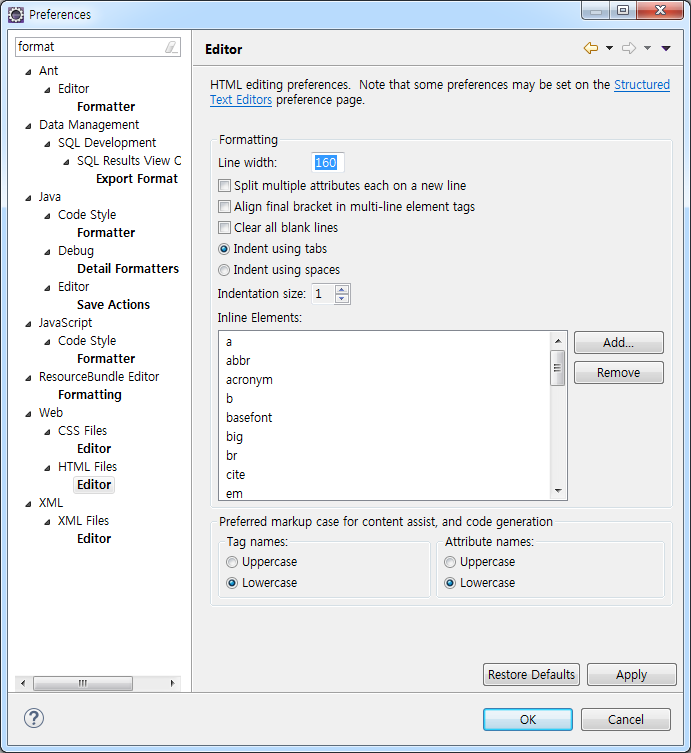 Preferences
format
Ant
Editor
Formatter
Data Management
SQL Development
SQL Results View C
Export Format
Java
Code Style
Formatter
Debug
Detail Formatters
Editor
Save Actions
JavaScript
Code Style
Formatter
ResourceBundle Editor
Formatting
Web
CSS Files
Editor
HTML Files
Editor
XML
XML Files
Editor
Editor
HTML editing preferences.  Note that some preferences may be set on the Structured
Text Editors preference page.
Formatting
Line width: 160
Split multiple attributes each on a new line
Align final bracket in multi-line element tags
Clear all blank lines
Indent using tabs
Indent using spaces
Indentation size: 1
Inline Elements:
a
abbr
acronym
b
basefont
big
br
cite
em
Add...
Remove
Preferred markup case for content assist, and code generation
Tag names:
Uppercase
Lowercase
Attribute names:
Uppercase
Lowercase
Restore Defaults
Apply
?
OK
Cancel